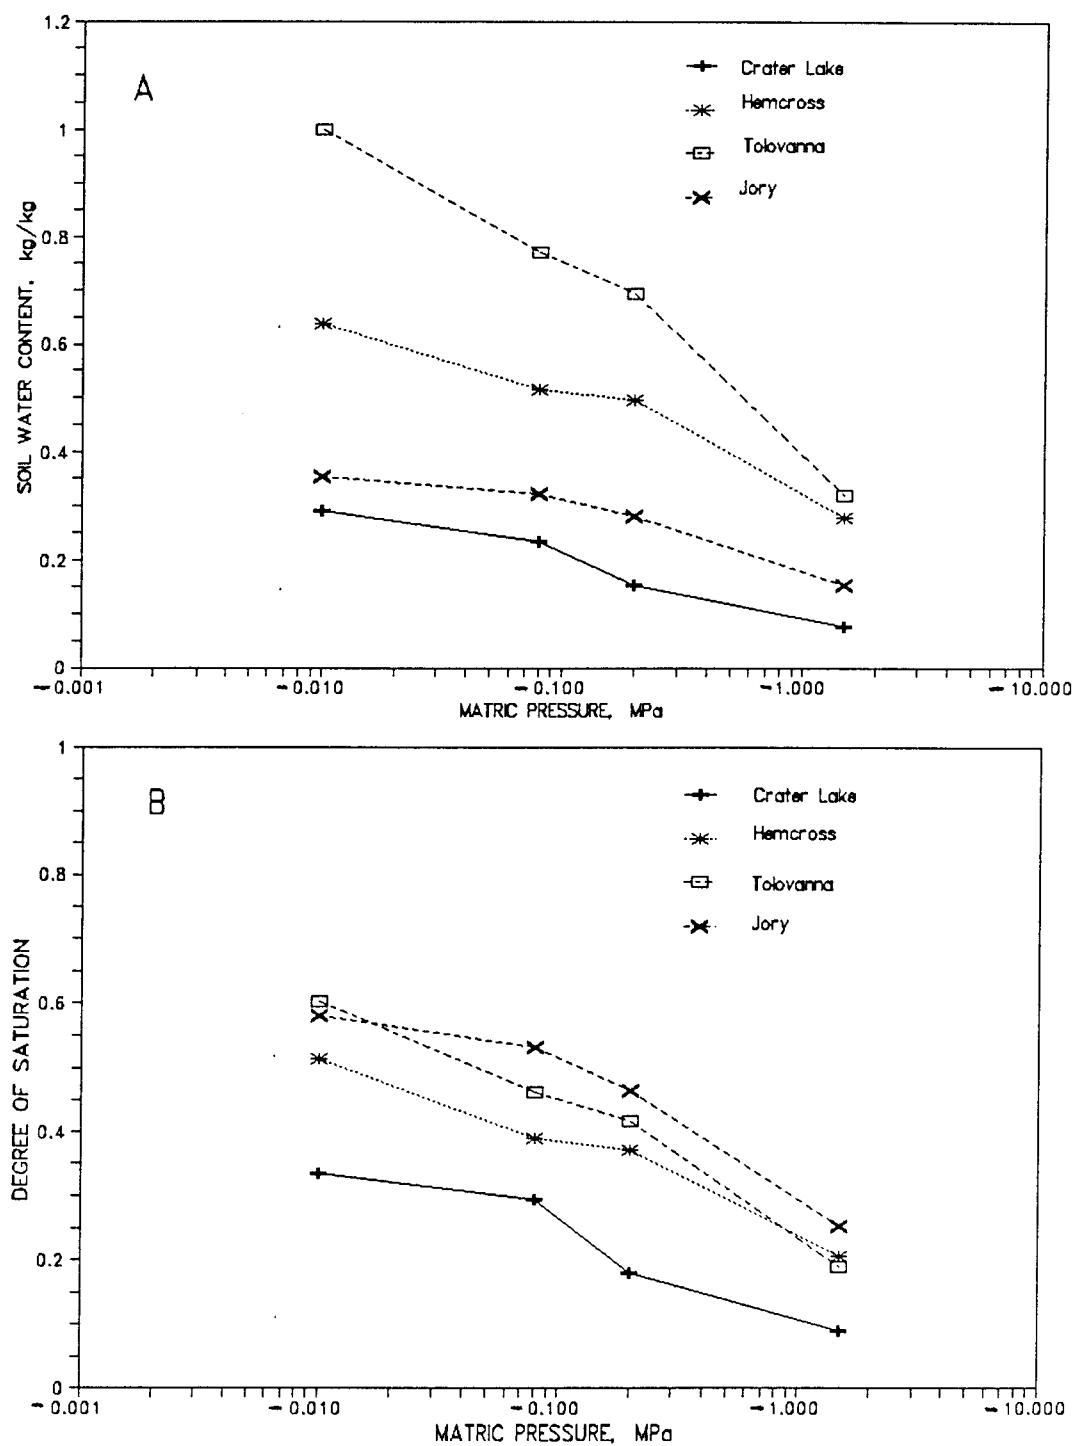 1.2
A
Crater Lake
Hemcross
Tolovanna
Jory
1
0.8
0.6
0.4
0.2
0
SOIL WATER CONTENT, kg/kg
-0.001 -0.010 -0.100 -1.000 -10.000
MATRIC PRESSURE, MPa
1
B
Crater Lake
Hemcross
Tolovanna
Jory
0.8
0.6
0.4
0.2
0
DEGREE OF SATURATION
-0.001 -0.010 -0.100 -1.000 -10.000
MATRIC PRESSURE, MPa